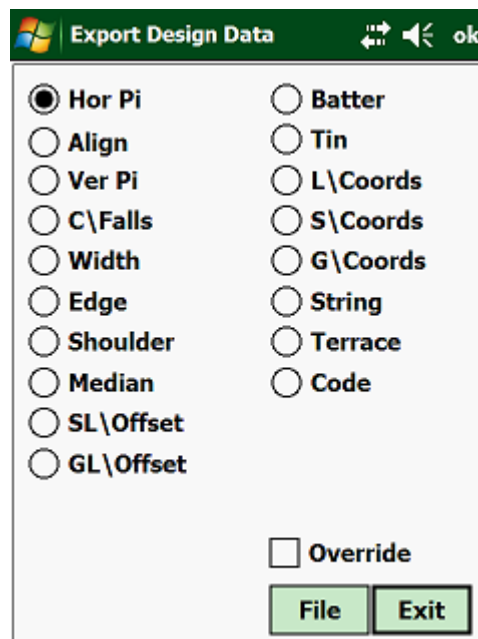 Export Design Data ok
Hor Pi
Align
Ver Pi
C\Falls
Width
Edge
Shoulder
Median
SL\Offset
GL\Offset
Batter
Tin
L\Coords
S\Coords
G\Coords
String
Terrace
Code
Override
File Exit